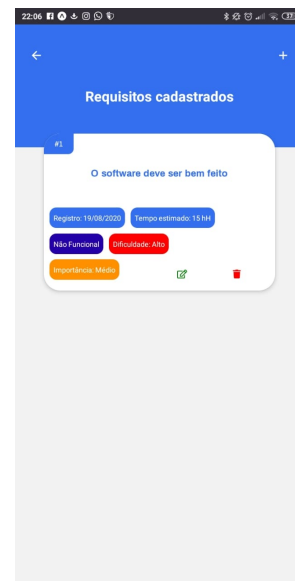 22:06
37
Requisitos cadastrados
#1
O software deve ser bem feito
Registro: 19/08/2020 Tempo estimado: 15 hH
Não Funcional Dificuldade: Alto
Importância: Médio